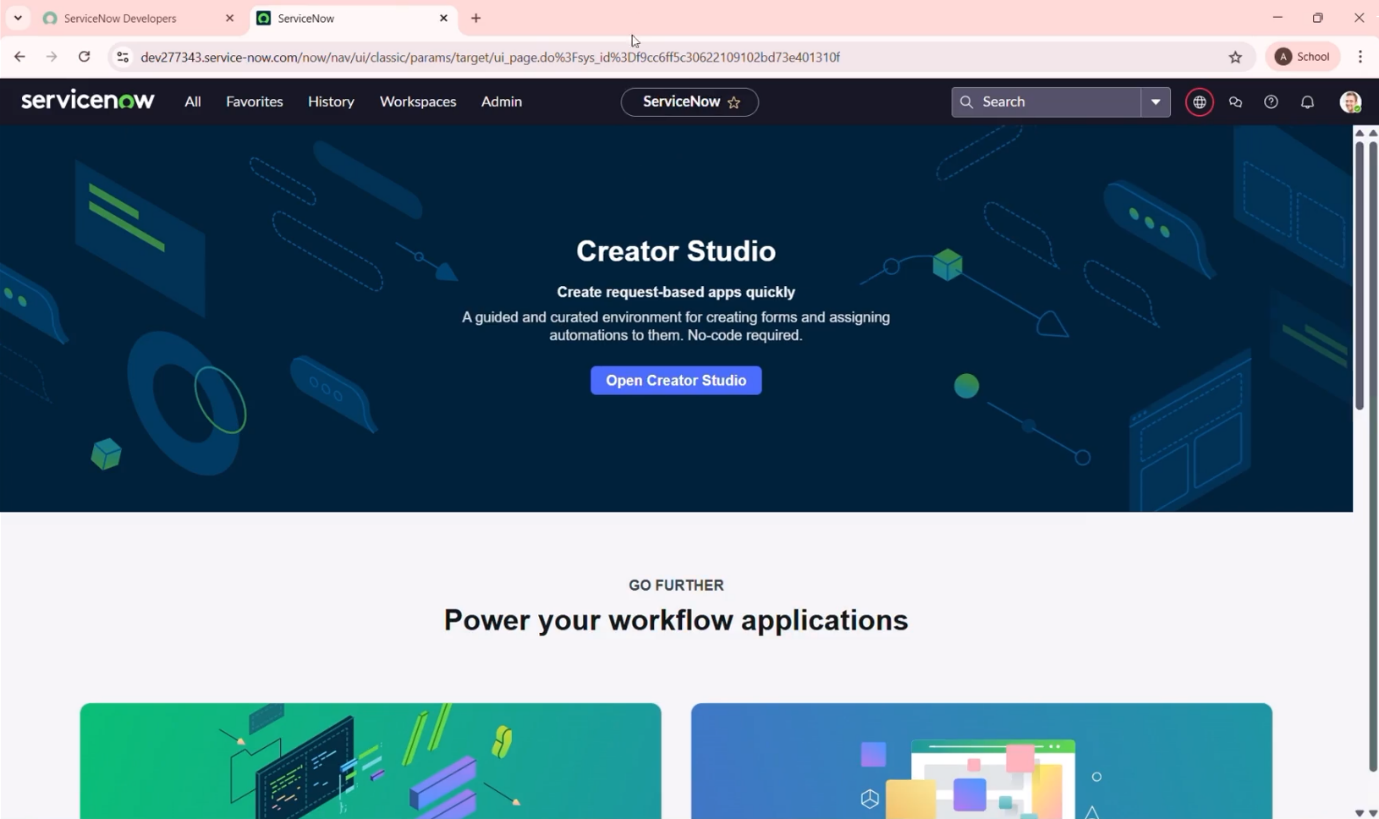 ServiceNow Developers
ServiceNow
dev277343.service-now.com/now/nav/ui/classic/params/target/ui_page.do%3Fsys_id%3Df9cc6ff5c30622109102bd73e401310f
A School
servicenow All Favorites History Workspaces Admin
ServiceNow
Search
Creator Studio
Create request-based apps quickly
A guided and curated environment for creating forms and assigning
automations to them. No-code required.
Open Creator Studio
GO FURTHER
Power your workflow applications